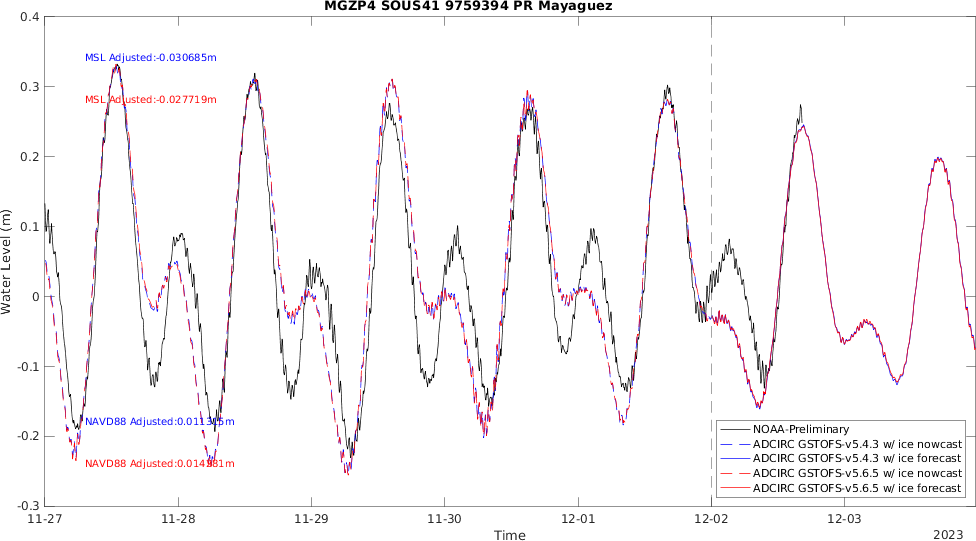 MGZP4 SOUS41 9759394 PR Mayaguez
0.4
0.3
0.2
0.1
0
-0.1
-0.2
-0.3
Water Level (m)
MSL Adjusted:-0.030685m
MSL Adjusted:-0.027719m
NAVD88 Adjusted:
NAVD88 Adjusted:
NOAA-Preliminary
ADCIRC GSTOFS-v5.4.3 w/ ice nowcast
ADCIRC GSTOFS-v5.4.3 w/ ice forecast
ADCIRC GSTOFS-v5.6.5 w/ ice nowcast
ADCIRC GSTOFS-v5.6.5 w/ ice forecast
11-27
11-28
11-29
11-30
12-01
12-02
12-03
Time
2023